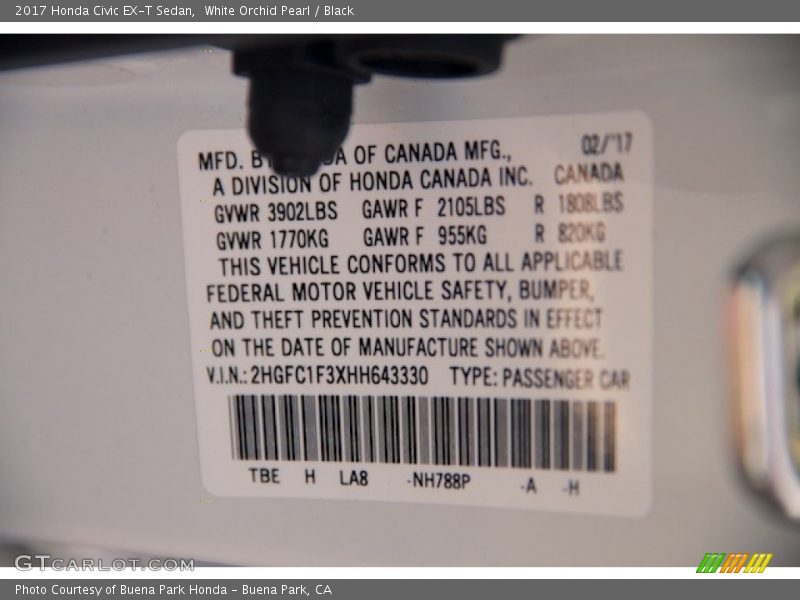 2017 Honda Civic EX-T Sedan, White Orchid Pearl / Black
02/'17
MFD. B DA OF CANADA MFG.,
A DIVISION OF HONDA CANADA INC. CANADA
GVWR 3902LBS GAWR F 2105LBS R 1808LBS
GVWR 1770KG GAWR F 955KG R 820KG
THIS VEHICLE CONFORMS TO ALL APPLICABLE
FEDERAL MOTOR VEHICLE SAFETY, BUMPER,
AND THEFT PREVENTION STANDARDS IN EFFECT
ON THE DATE OF MANUFACTURE SHOWN ABOVE.
V.I.N.: 2HGFC1F3XHH643330 TYPE: PASSENGER CAR
TBE H LA8 -NH788P -A -H
GTCARLOT.COM
Photo Courtesy of Buena Park Honda - Buena Park, CA